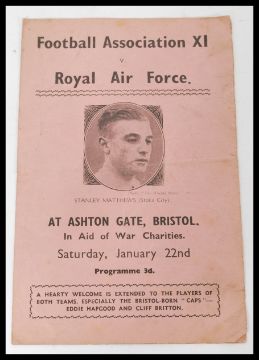 Football Association XI
v
Royal Air Force.
STANLEY MATTHEWS (Stoke City)
AT ASHTON GATE, BRISTOL.
In Aid of War Charities.
Saturday, January 22nd
Programme 3d.
A HEARTY WELCOME IS EXTENDED TO THE PLAYERS OF
BOTH TEAMS, ESPECIALLY THE BRISTOL-BORN "CAPS"—
EDDIE HAPGOOD AND CLIFF BRITTON.